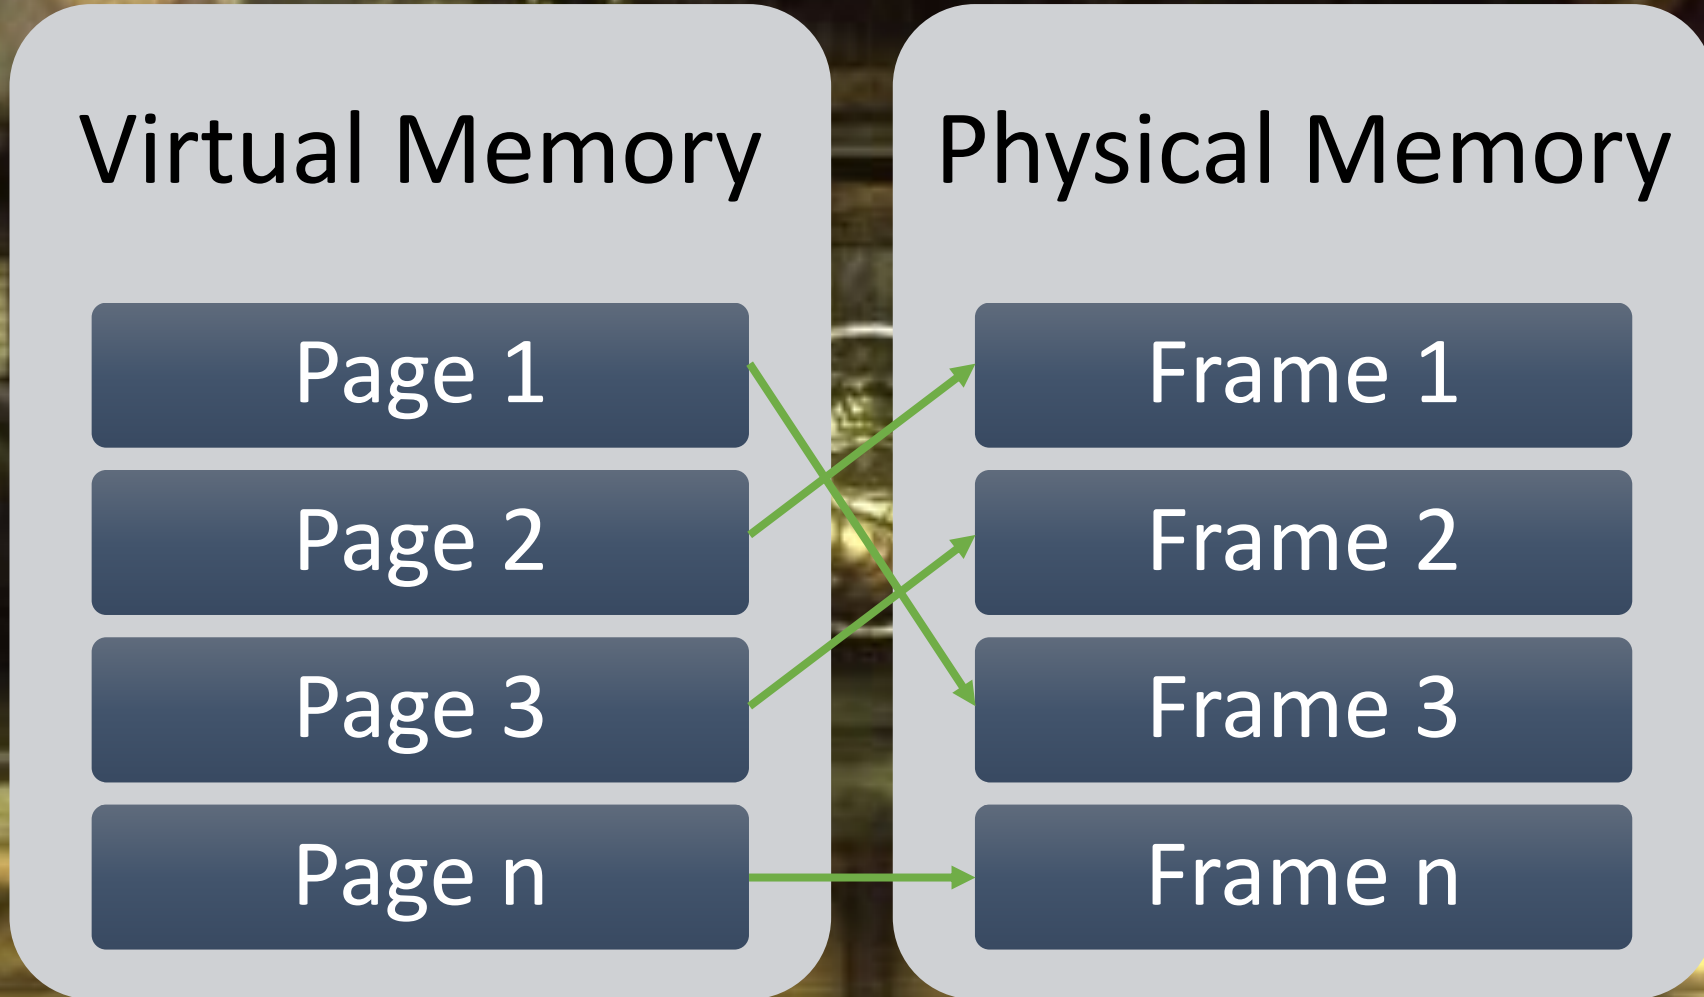 Virtual Memory
Page 1
Page 2
Page 3
Page n
Physical Memory
Frame 1
Frame 2
Frame 3
Frame n